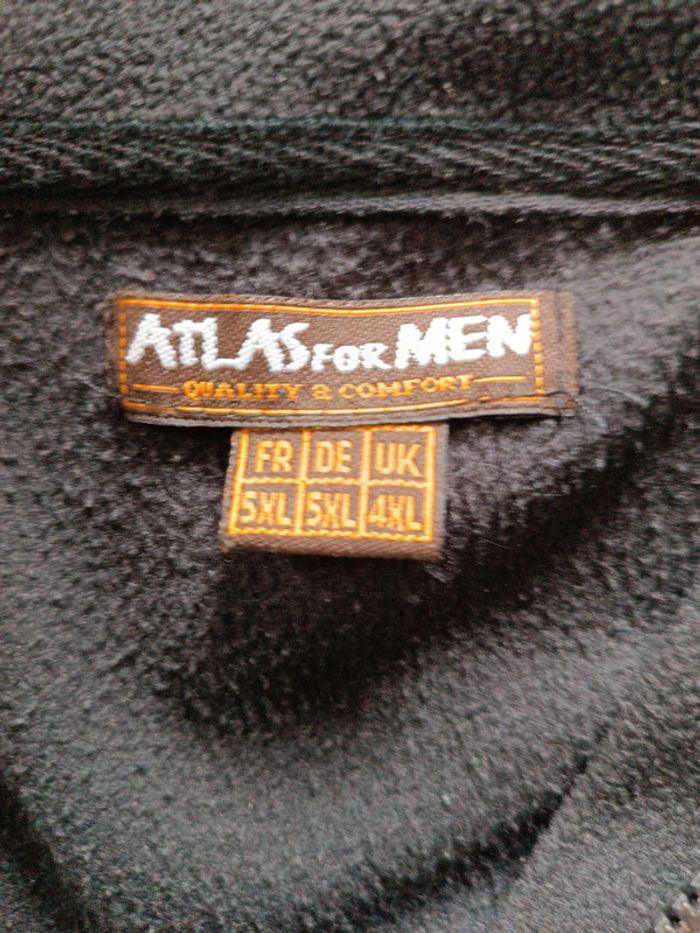 ATLAS FOR MEN
QUALITY & COMFORT
FR DE UK
5XL 5XL 4XL